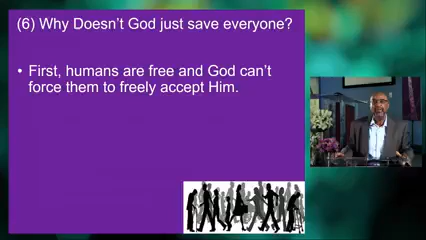 (6) Why Doesn’t God just save everyone?
• First, humans are free and God can’t
force them to freely accept Him.